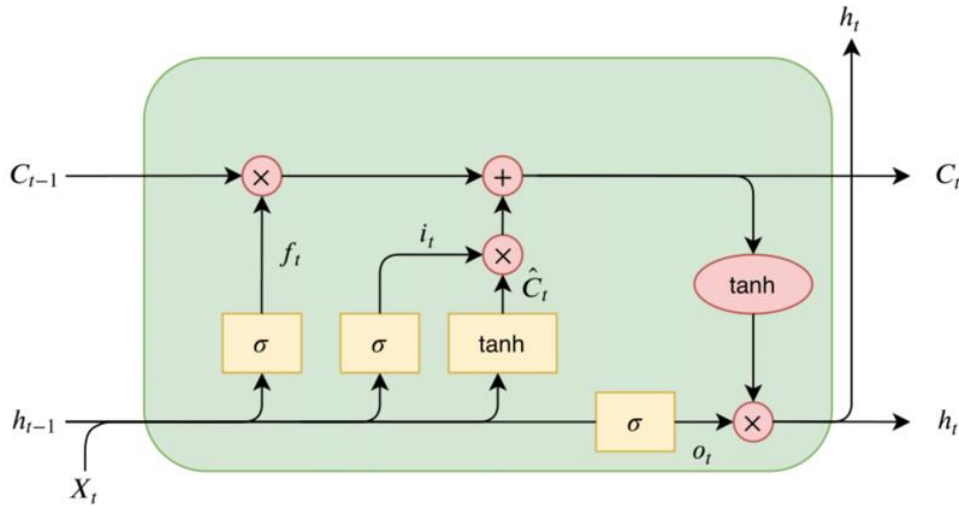 h_t
C_{t-1}
×
+
C_t
f_t
i_t
×
Ĉ_t
tanh
σ
σ
tanh
h_{t-1}
σ
o_t
×
h_t
X_t